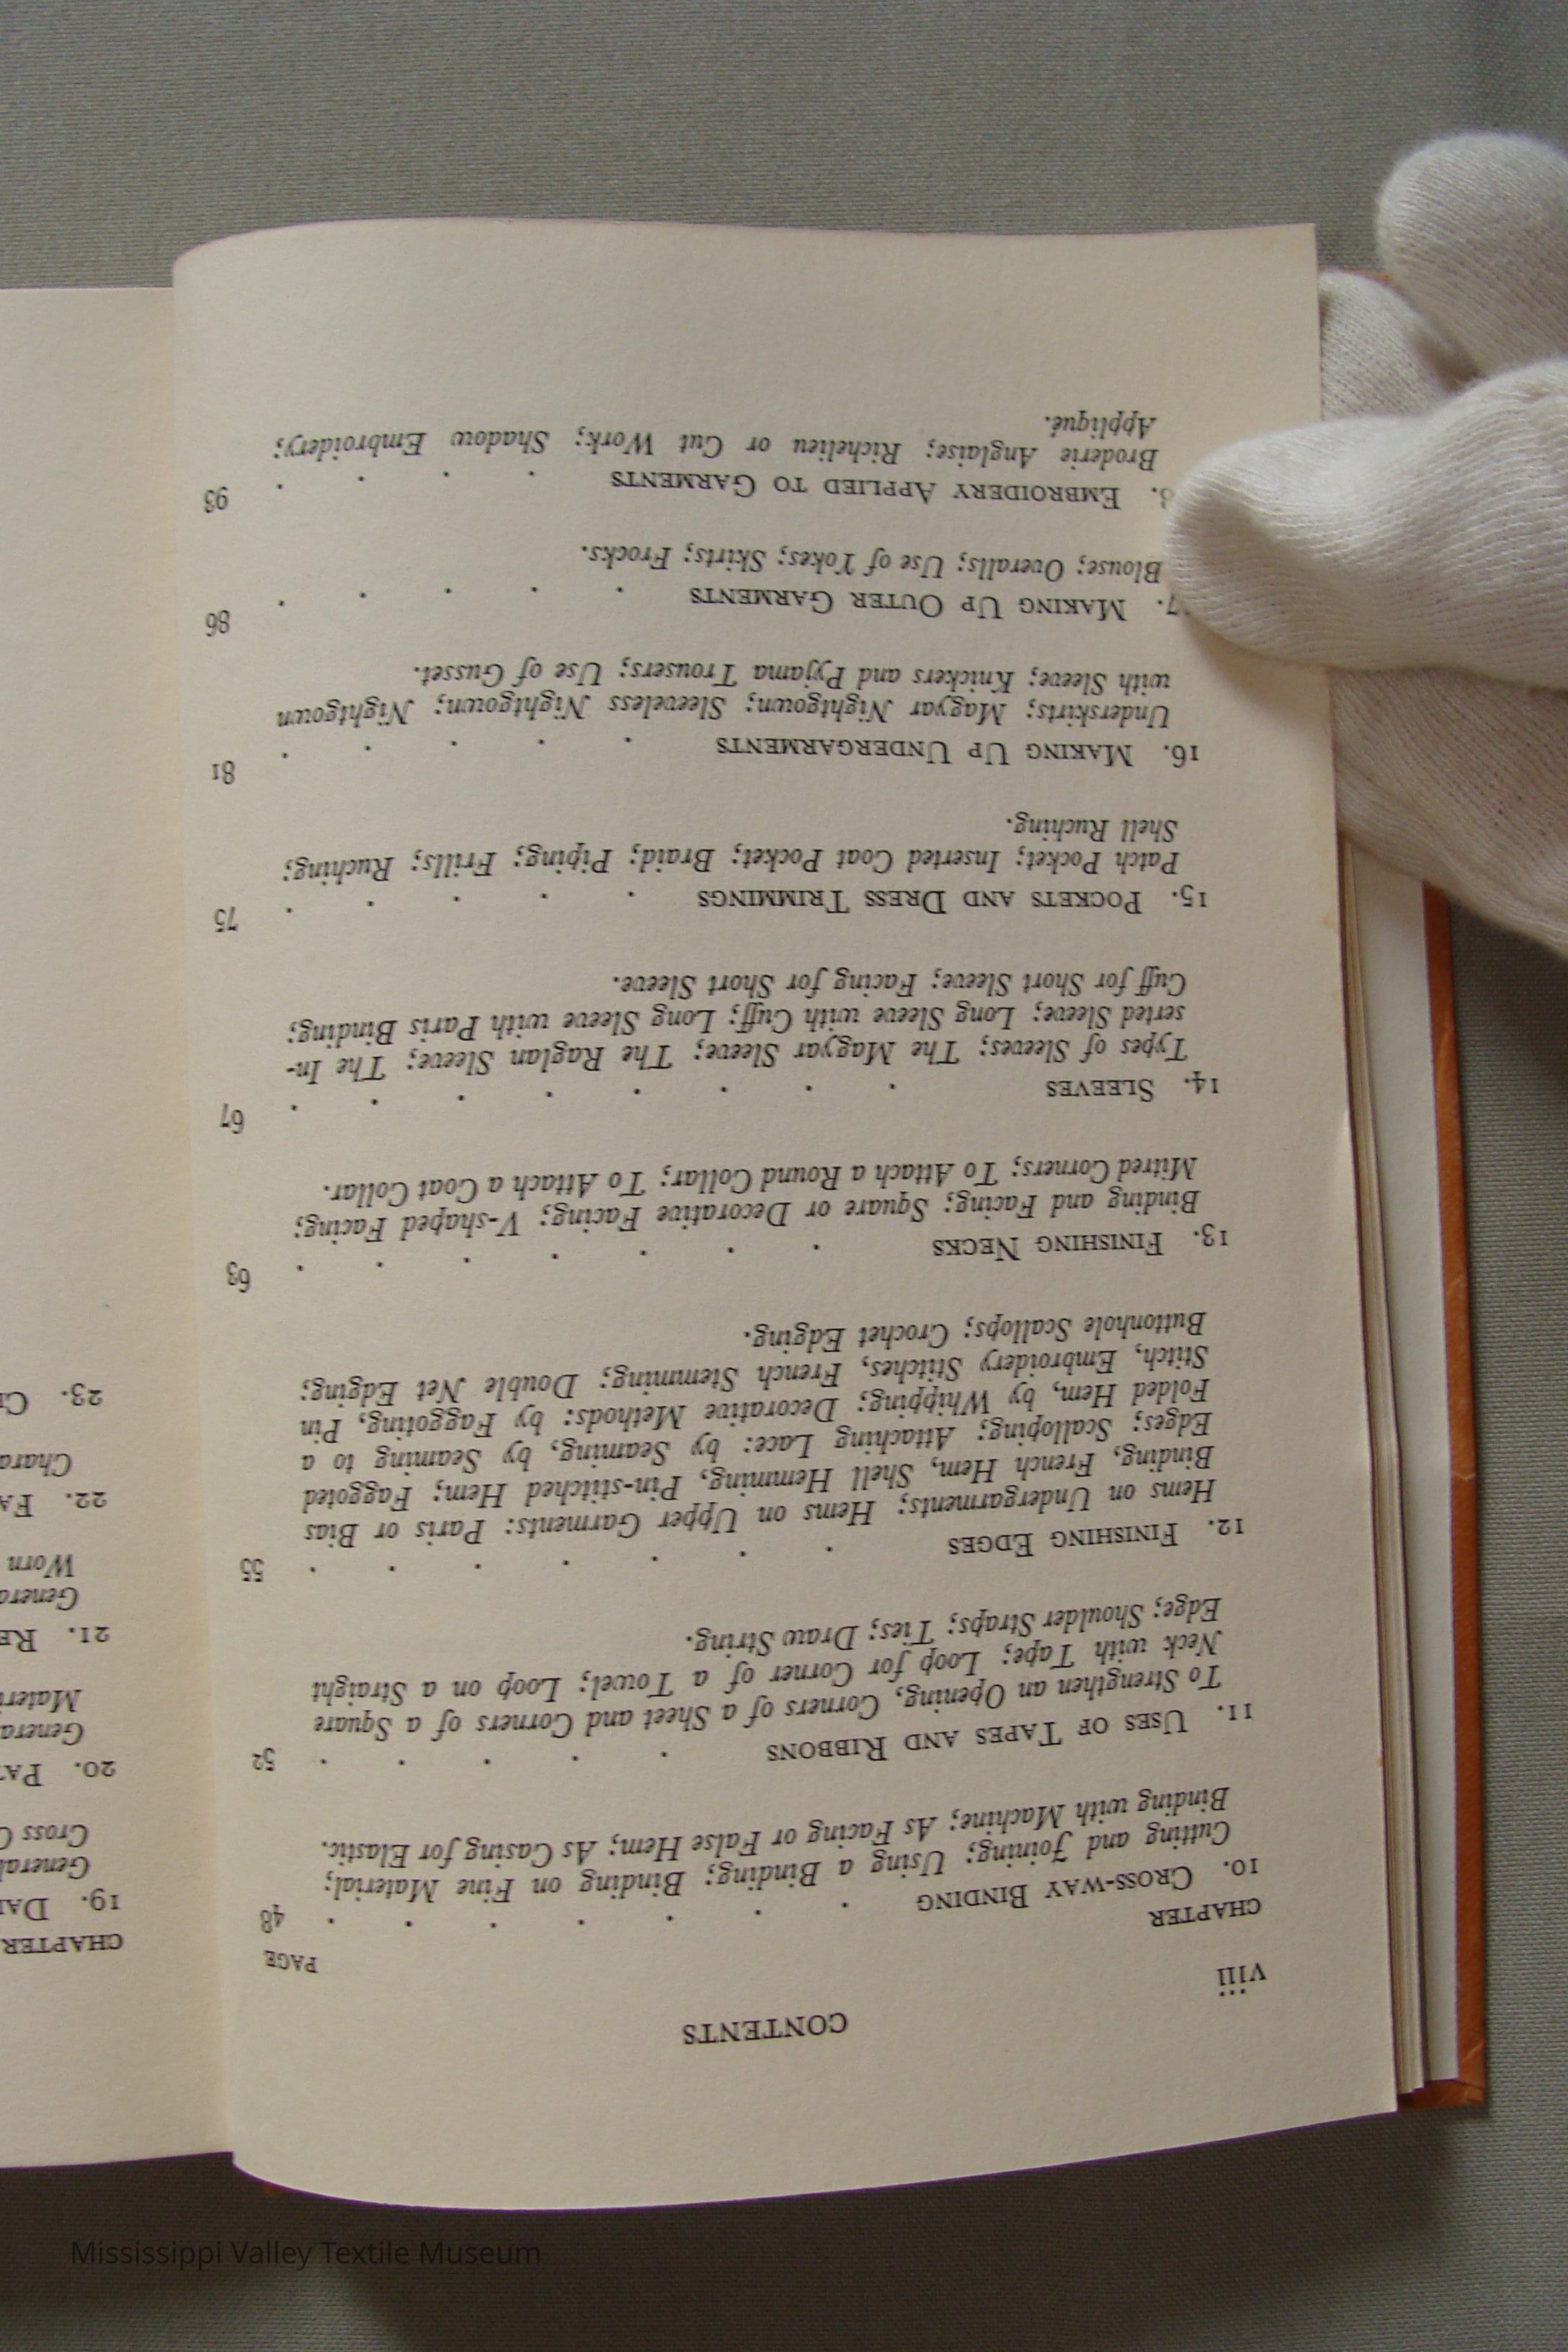 viii
CONTENTS
CHAPTER
PAGE
10. CROSS-WAY BINDING . . . . . . . 48
Cutting and Joining; Using a Binding; Binding on Fine Material;
Binding with Machine; As Facing or False Hem; As Casing for Elastic.
11. USES OF TAPES AND RIBBONS . . . . . 52
To Strengthen an Opening, Corners of a Sheet and Corners of a Square
Neck with Tape; Loop for Corner of a Towel; Loop on a Straight
Edge; Shoulder Straps; Ties; Draw String.
12. FINISHING EDGES . . . . . . . 55
Hems on Undergarments; Hems on Upper Garments: Paris or Bias
Binding, French Hem, Shell Hemming, Pin-stitched Hem; Faggoted
Edges; Scalloping; Attaching Lace: by Seaming, by Seaming to a
Folded Hem, by Whipping; Decorative Methods: by Faggoting, Pin
Stitch, Embroidery Stitches, French Stemming; Double Net Edging;
Buttonhole Scallops; Crochet Edging.
13. FINISHING NECKS . . . . . . . 63
Binding and Facing; Square or Decorative Facing; V-shaped Facing;
Mitred Corners; To Attach a Round Collar; To Attach a Coat Collar.
14. SLEEVES . . . . . . . . 67
Types of Sleeves; The Magyar Sleeve; The Raglan Sleeve; The In-
serted Sleeve; Long Sleeve with Cuff; Long Sleeve with Paris Binding;
Cuff for Short Sleeve; Facing for Short Sleeve.
15. POCKETS AND DRESS TRIMMINGS . . . . . 75
Patch Pocket; Inserted Coat Pocket; Braid; Piping; Frills; Ruching;
Shell Ruching.
16. MAKING UP UNDERGARMENTS . . . . . 81
Underskirts; Magyar Nightgown; Sleeveless Nightgown; Nightgown
with Sleeve; Knickers and Pyjama Trousers; Use of Gusset.
7. MAKING UP OUTER GARMENTS . . . . . 86
Blouse; Overalls; Use of Yokes; Skirts; Frocks.
EMBROIDERY APPLIED TO GARMENTS . . . . 93
Broderie Anglaise; Richelieu or Cut Work; Shadow Embroidery;
Appliqué.
CHAPTER
19.
General
Cross
20.
21.
Worn
22.
23.
Mississippi Valley Textile Museum